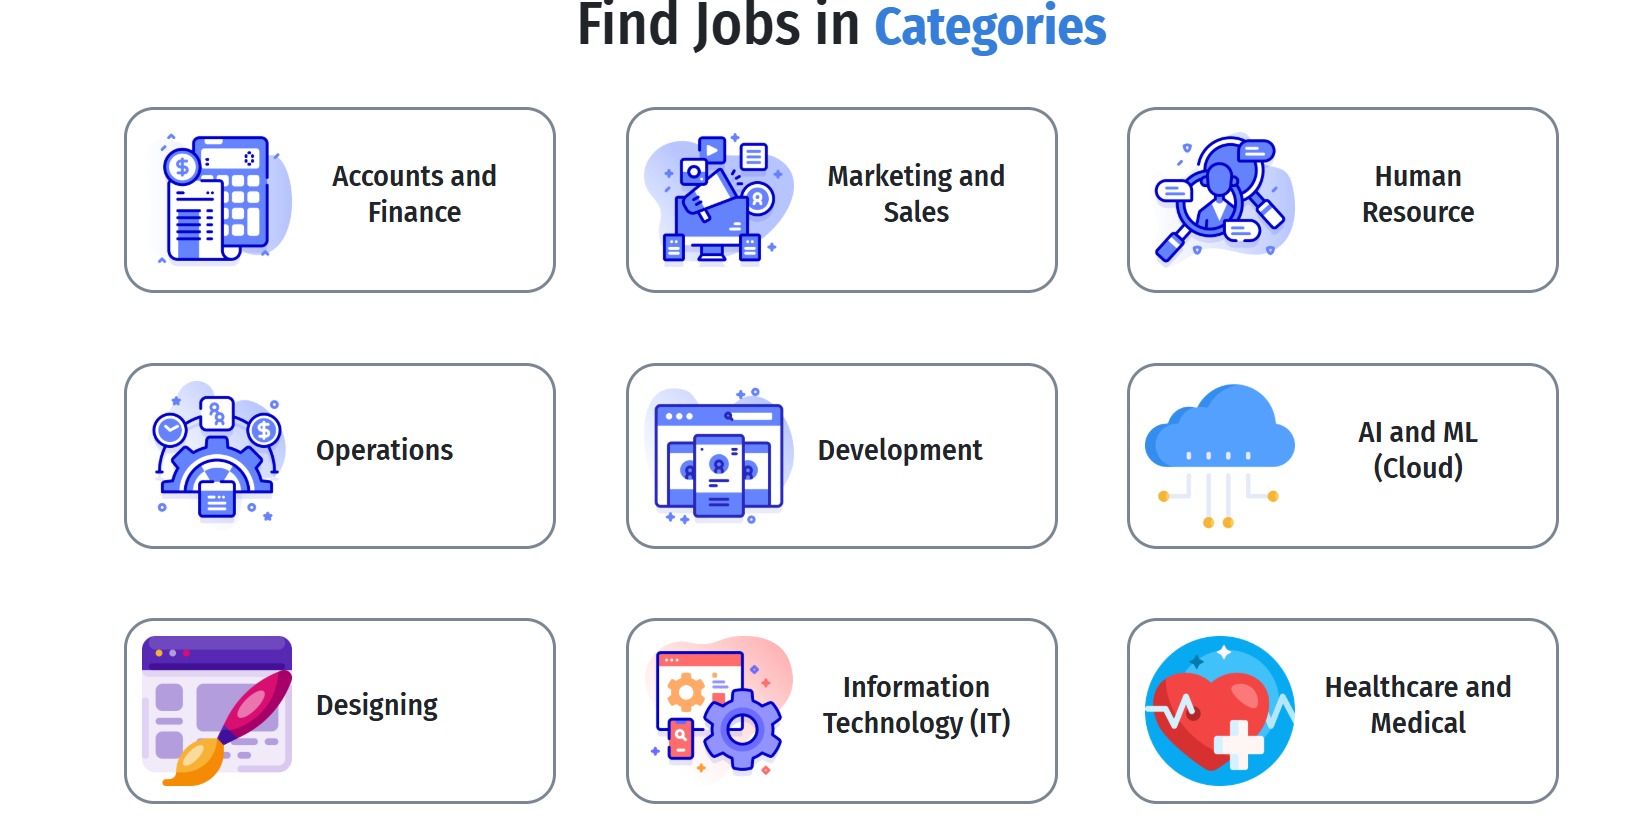 Find Jobs in Categories
Accounts and
Finance
Marketing and
Sales
Human
Resource
Operations
Development
AI and ML
(Cloud)
Designing
Information
Technology (IT)
Healthcare and
Medical